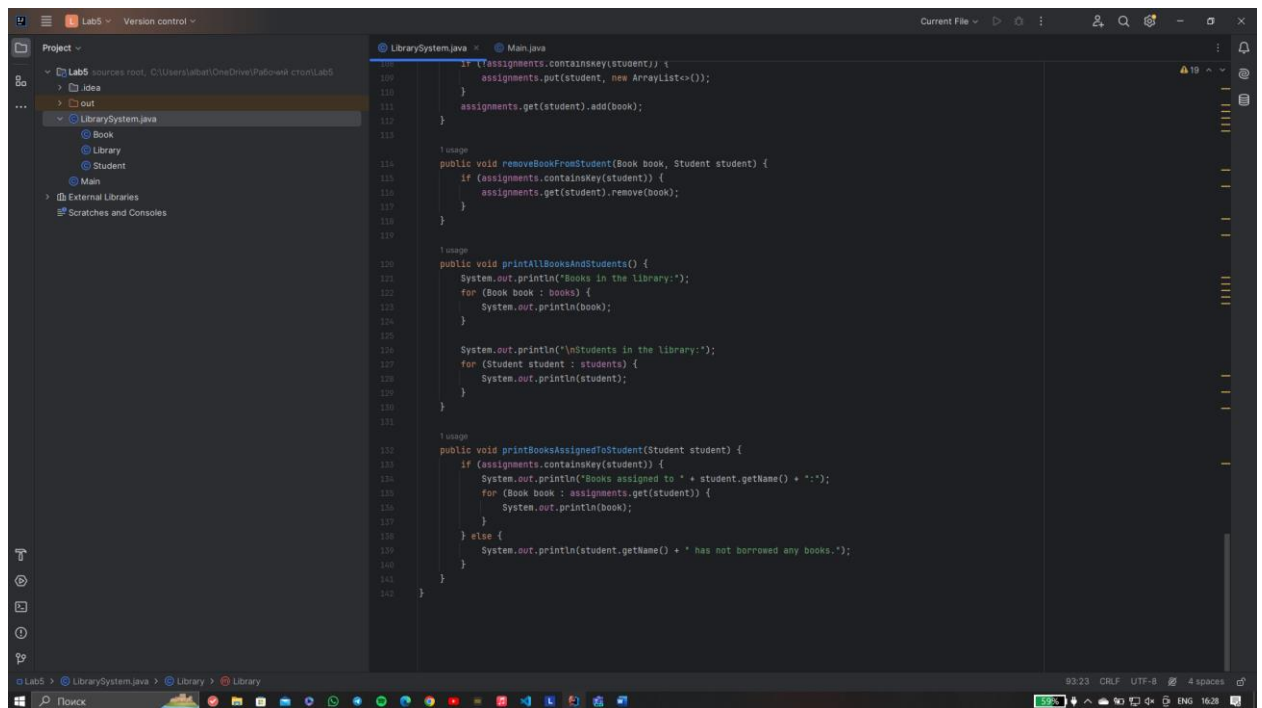 Lab5 Version control Current File
Project
LibrarySystem.java Main.java
Lab5 sources root, C:\Users\albat\OneDrive\Рабочий стол\Lab5
.idea
out
LibrarySystem.java
Book
Library
Student
Main
External Libraries
Scratches and Consoles
19
108 if (!assignments.containsKey(student)) {
109 assignments.put(student, new ArrayList<>());
110 }
111 assignments.get(student).add(book);
112 }
113
1 usage
114 public void removeBookFromStudent(Book book, Student student) {
115 if (assignments.containsKey(student)) {
116 assignments.get(student).remove(book);
117 }
118 }
119
1 usage
120 public void printAllBooksAndStudents() {
121 System.out.println("Books in the library:");
122 for (Book book : books) {
123 System.out.println(book);
124 }
125
126 System.out.println("\nStudents in the library:");
127 for (Student student : students) {
128 System.out.println(student);
129 }
130 }
131
1 usage
132 public void printBooksAssignedToStudent(Student student) {
133 if (assignments.containsKey(student)) {
134 System.out.println("Books assigned to " + student.getName() + ":");
135 for (Book book : assignments.get(student)) {
136 System.out.println(book);
137 }
138 } else {
139 System.out.println(student.getName() + " has not borrowed any books.");
140 }
141 }
142 }
Lab5 > LibrarySystem.java > Library > Library 93:23 CRLF UTF-8 4 spaces
Поиск 59% ENG 16:28